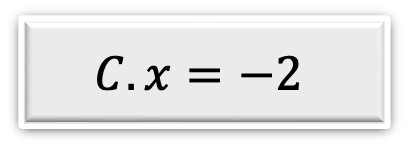 C. x = −2